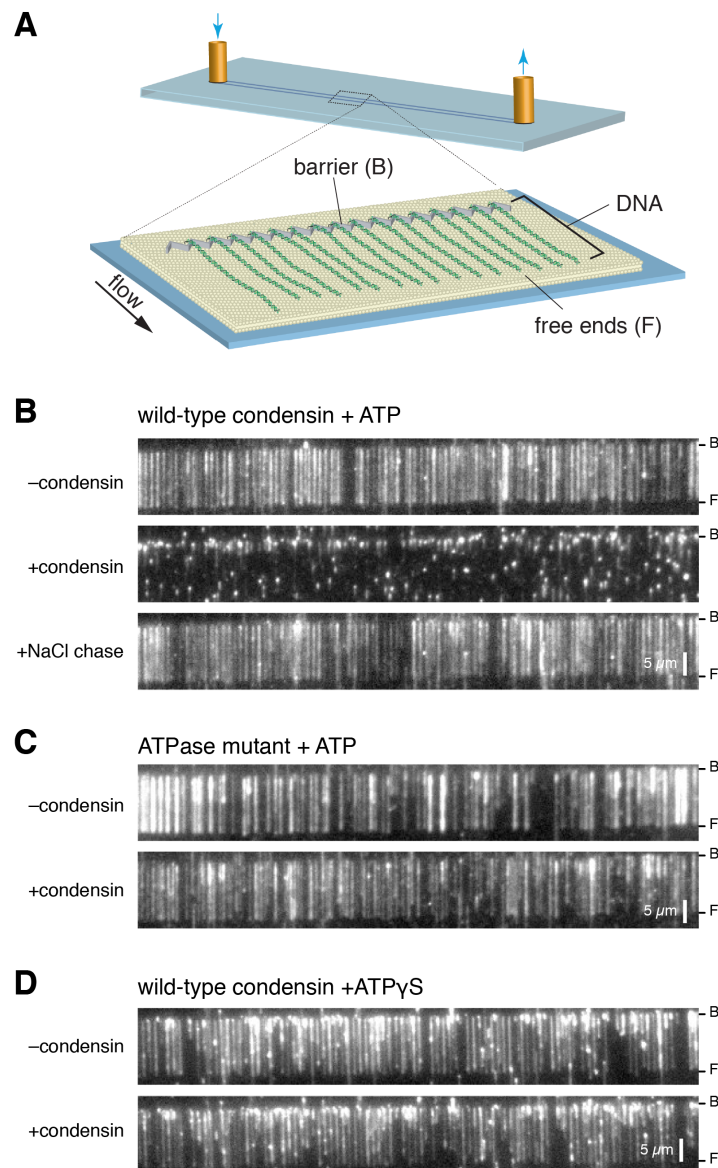 A
barrier (B)
DNA
flow
free ends (F)
B
wild-type condensin + ATP
–condensin
B
F
+condensin
B
+NaCl chase
B
5 µm
F
C
ATPase mutant + ATP
–condensin
B
F
+condensin
B
5 µm
F
D
wild-type condensin +ATPγS
–condensin
B
F
+condensin
B
5 µm
F